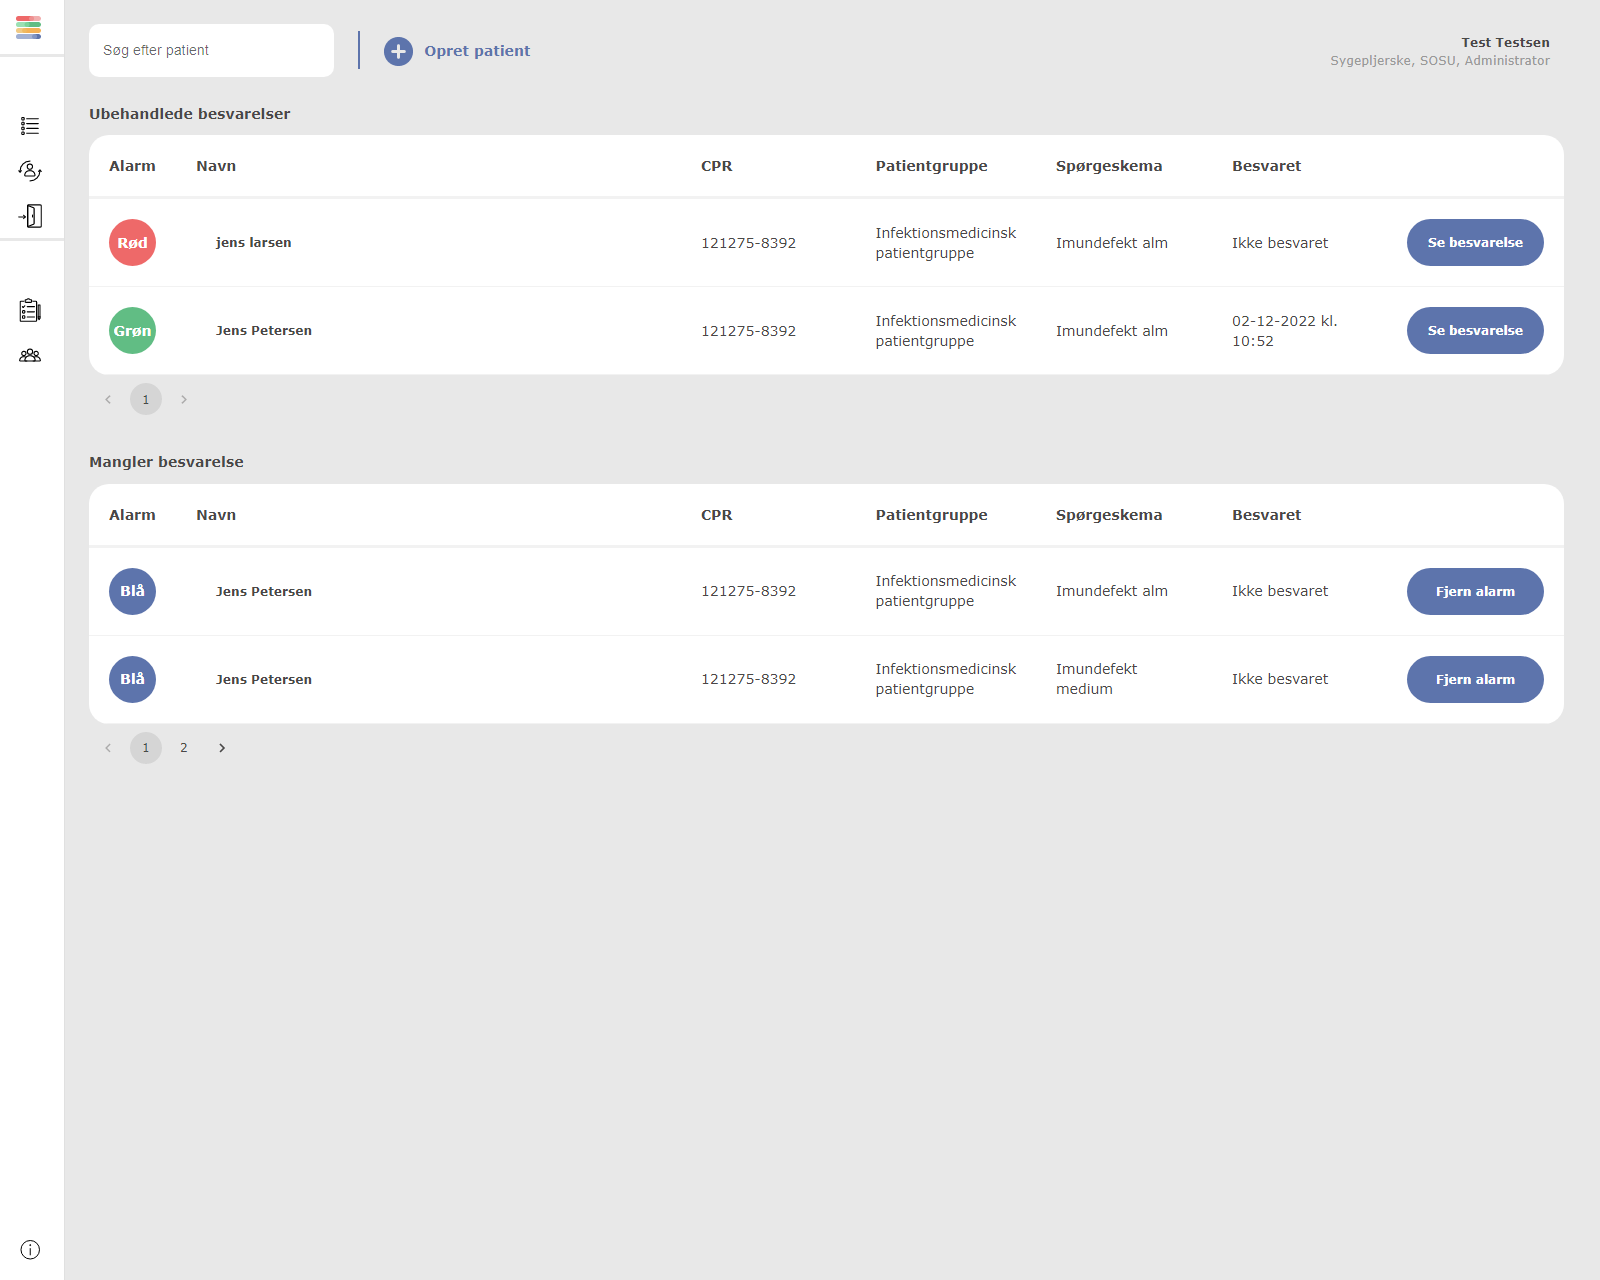 Søg efter patient
Opret patient
Test Testsen
Sygepljerske, SOSU, Administrator
Ubehandlede besvarelser
Alarm Navn CPR Patientgruppe Spørgeskema Besvaret
Rød jens larsen 121275-8392 Infektionsmedicinsk patientgruppe Imundefekt alm Ikke besvaret Se besvarelse
Grøn Jens Petersen 121275-8392 Infektionsmedicinsk patientgruppe Imundefekt alm 02-12-2022 kl. 10:52 Se besvarelse
1
Mangler besvarelse
Alarm Navn CPR Patientgruppe Spørgeskema Besvaret
Blå Jens Petersen 121275-8392 Infektionsmedicinsk patientgruppe Imundefekt alm Ikke besvaret Fjern alarm
Blå Jens Petersen 121275-8392 Infektionsmedicinsk patientgruppe Imundefekt medium Ikke besvaret Fjern alarm
1 2